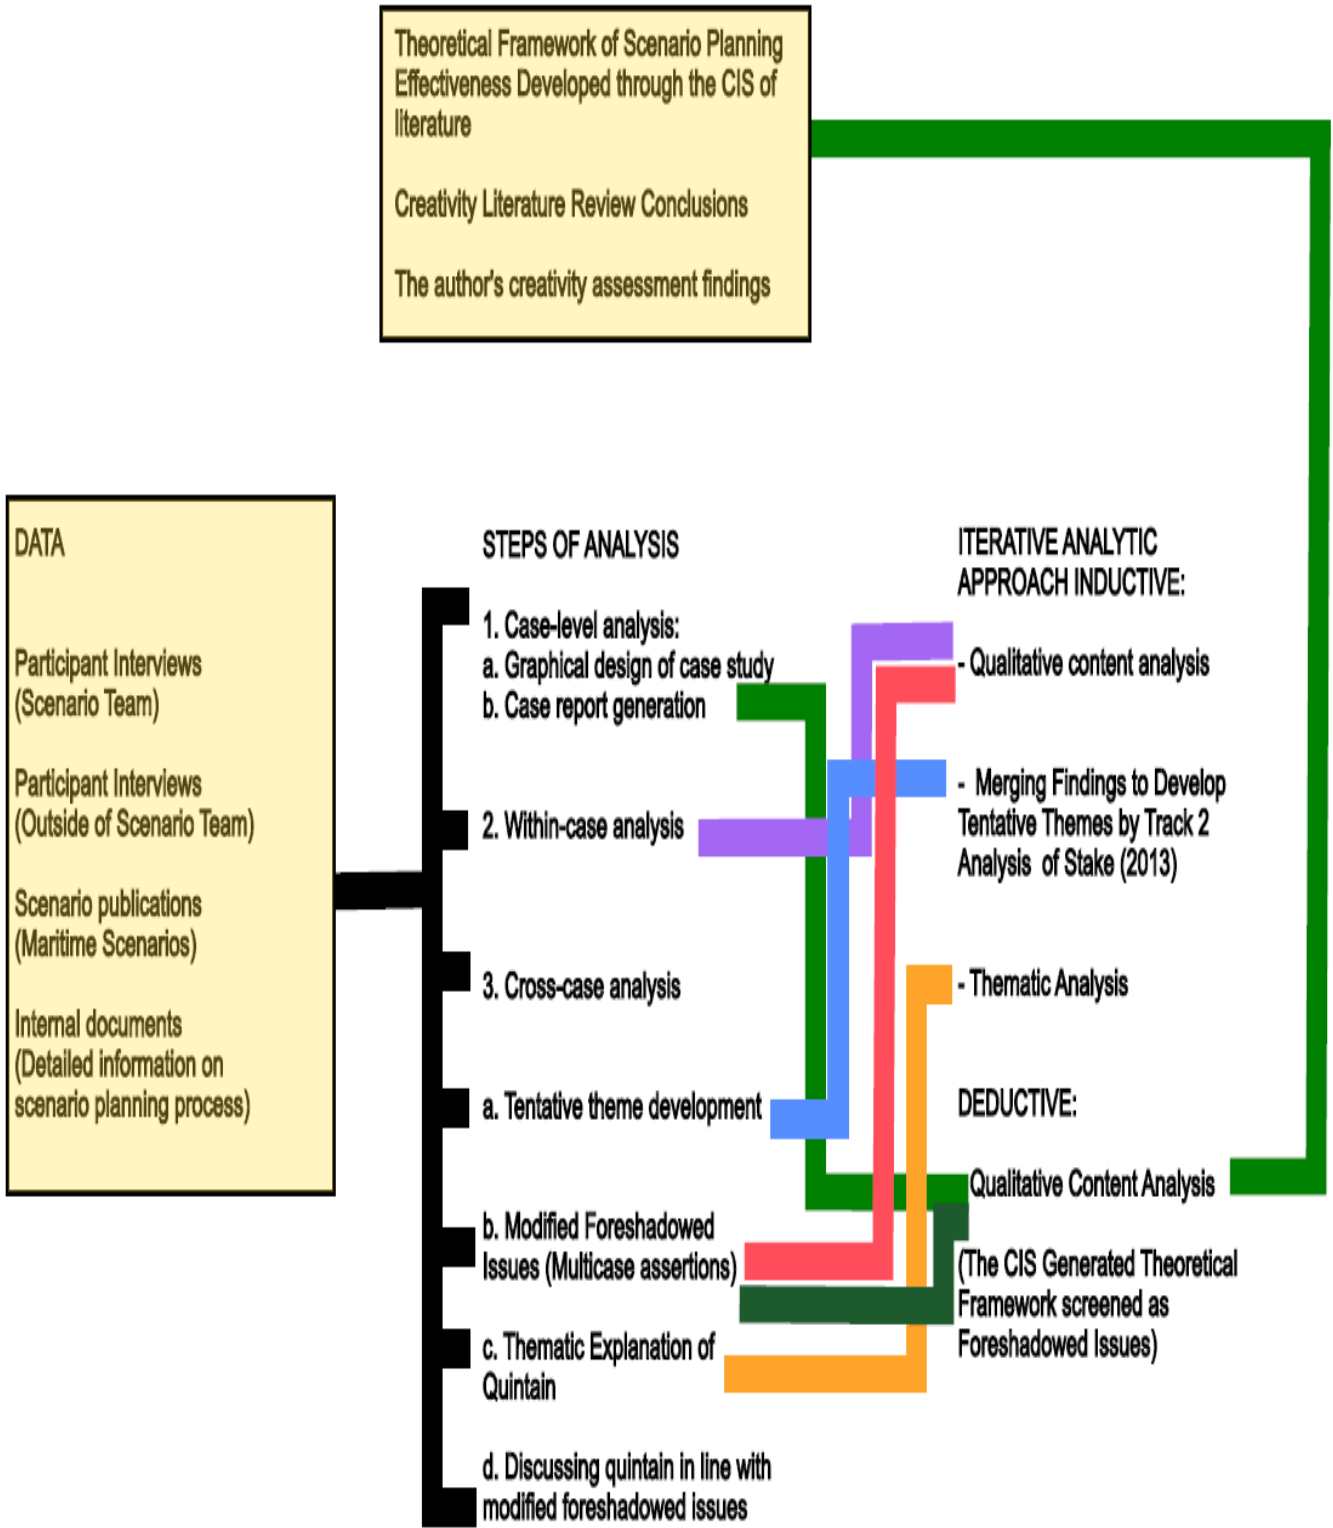 Theoretical Framework of Scenario Planning
Effectiveness Developed through the CIS of
literature
Creativity Literature Review Conclusions
The author's creativity assessment findings
DATA
Participant Interviews
(Scenario Team)
Participant Interviews
(Outside of Scenario Team)
Scenario publications
(Maritime Scenarios)
Internal documents
(Detailed information on
scenario planning process)
STEPS OF ANALYSIS
1. Case-level analysis:
a. Graphical design of case study
b. Case report generation
2. Within-case analysis
3. Cross-case analysis
a. Tentative theme development
b. Modified Foreshadowed
Issues (Multicase assertions)
c. Thematic Explanation of
Quintain
d. Discussing quintain in line with
modified foreshadowed issues
ITERATIVE ANALYTIC
APPROACH INDUCTIVE:
- Qualitative content analysis
- Merging Findings to Develop
Tentative Themes by Track 2
Analysis of Stake (2013)
- Thematic Analysis
DEDUCTIVE:
Qualitative Content Analysis
(The CIS Generated Theoretical
Framework screened as
Foreshadowed Issues)